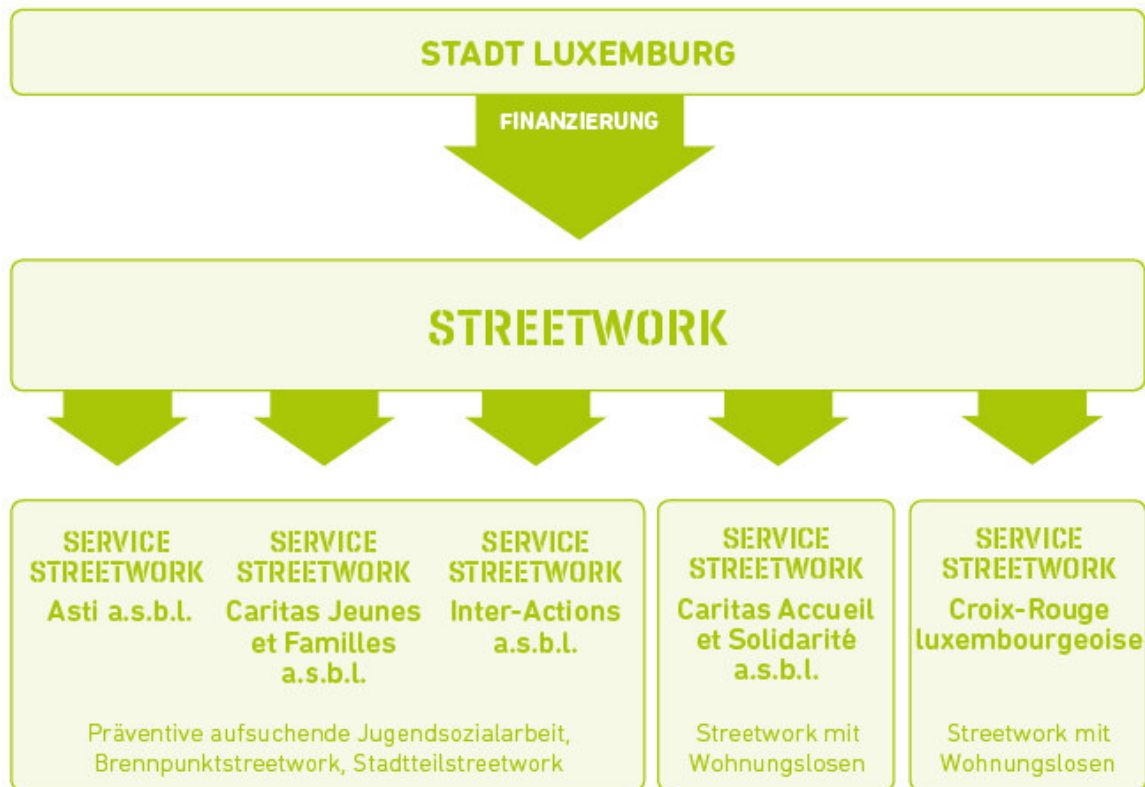 STADT LUXEMBURG
FINANZIERUNG
STREETWORK
SERVICE
STREETWORK
Asti a.s.b.l.
SERVICE
STREETWORK
Caritas Jeunes
et Familles
a.s.b.l.
SERVICE
STREETWORK
Inter-Actions
a.s.b.l.
Präventive aufsuchende Jugendsozialarbeit,
Brennpunktstreetwork, Stadtteilstreetwork
SERVICE
STREETWORK
Caritas Accueil
et Solidarité
a.s.b.l.
Streetwork mit
Wohnungslosen
SERVICE
STREETWORK
Croix-Rouge
luxembourgeoise
Streetwork mit
Wohnungslosen